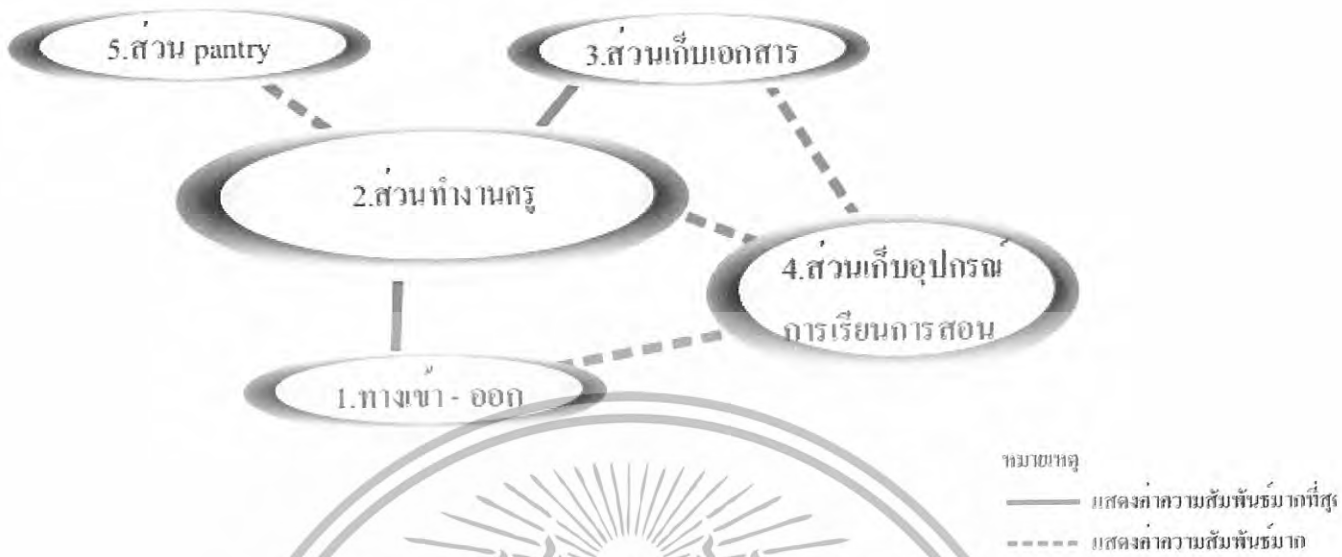 5.ส่วน pantry
3.ส่วนเก็บเอกสาร
2.ส่วนทำงานครู
4.ส่วนเก็บอุปกรณ์
การเรียนการสอน
1.ทางเข้า - ออก
หมายเหตุ
แสดงค่าความสัมพันธ์มากที่สุ
แสดงค่าความสัมพันธ์มาก